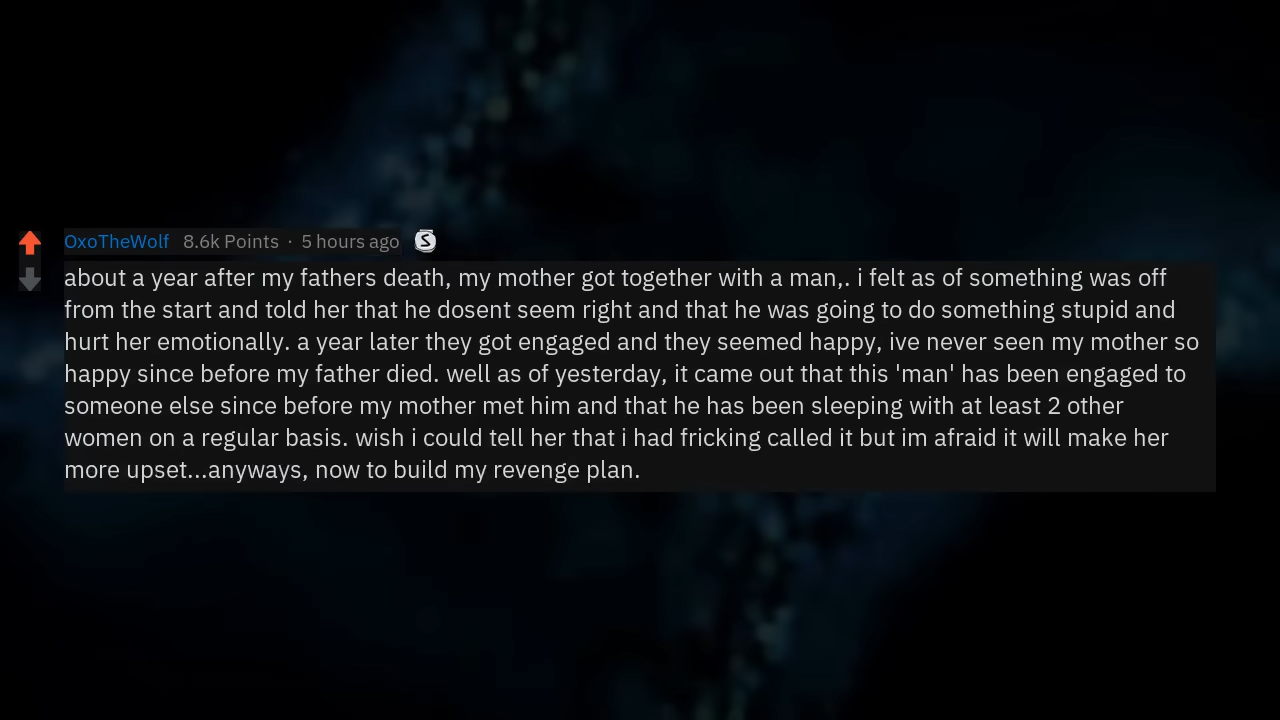 OxoTheWolf 8.6k Points · 5 hours ago S
about a year after my fathers death, my mother got together with a man,. i felt as of something was off
from the start and told her that he dosent seem right and that he was going to do something stupid and
hurt her emotionally. a year later they got engaged and they seemed happy, ive never seen my mother so
happy since before my father died. well as of yesterday, it came out that this 'man' has been engaged to
someone else since before my mother met him and that he has been sleeping with at least 2 other
women on a regular basis. wish i could tell her that i had fricking called it but im afraid it will make her
more upset...anyways, now to build my revenge plan.